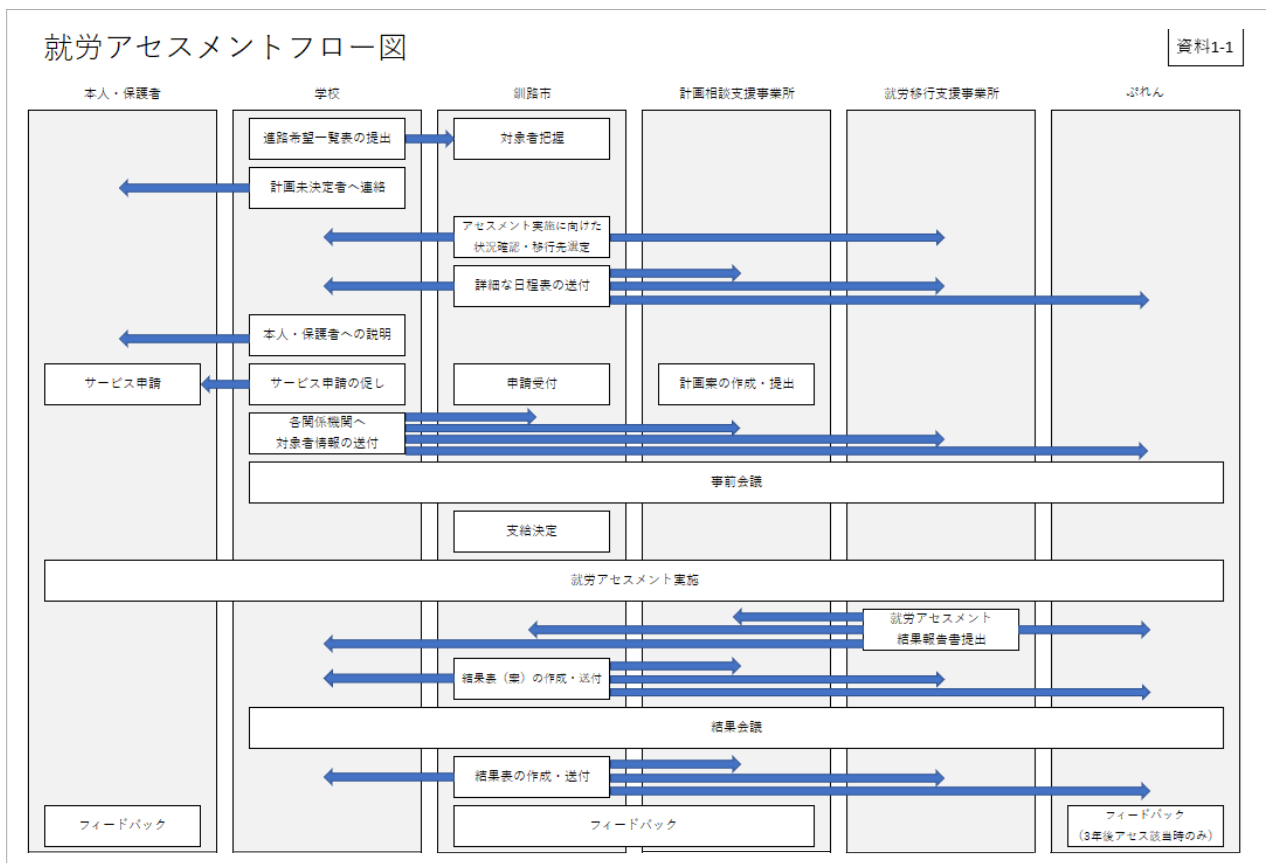 就労アセスメントフロー図
資料1-1
本人・保護者
学校
釧路市
計画相談支援事業所
就労移行支援事業所
ぷれん
進路希望一覧表の提出
対象者把握
計画未決定者へ連絡
アセスメント実施に向けた
状況確認・移行先選定
詳細な日程表の送付
本人・保護者への説明
サービス申請
サービス申請の促し
申請受付
計画案の作成・提出
各関係機関へ
対象者情報の送付
事前会議
支給決定
就労アセスメント実施
就労アセスメント
結果報告書提出
結果表（案）の作成・送付
結果会議
結果表の作成・送付
フィードバック
フィードバック
フィードバック
（3年後アセス該当時のみ）